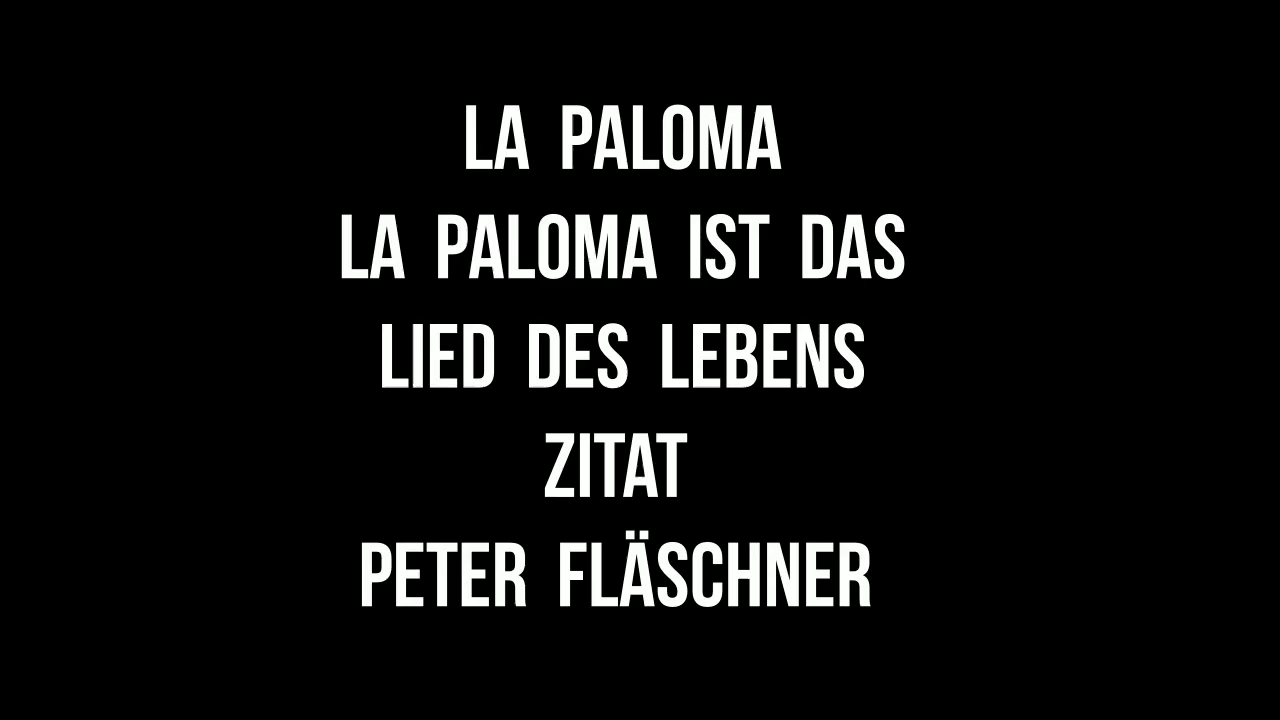 LA PALOMA
LA PALOMA IST DAS
LIED DES LEBENS
ZITAT
PETER FLÄSCHNER